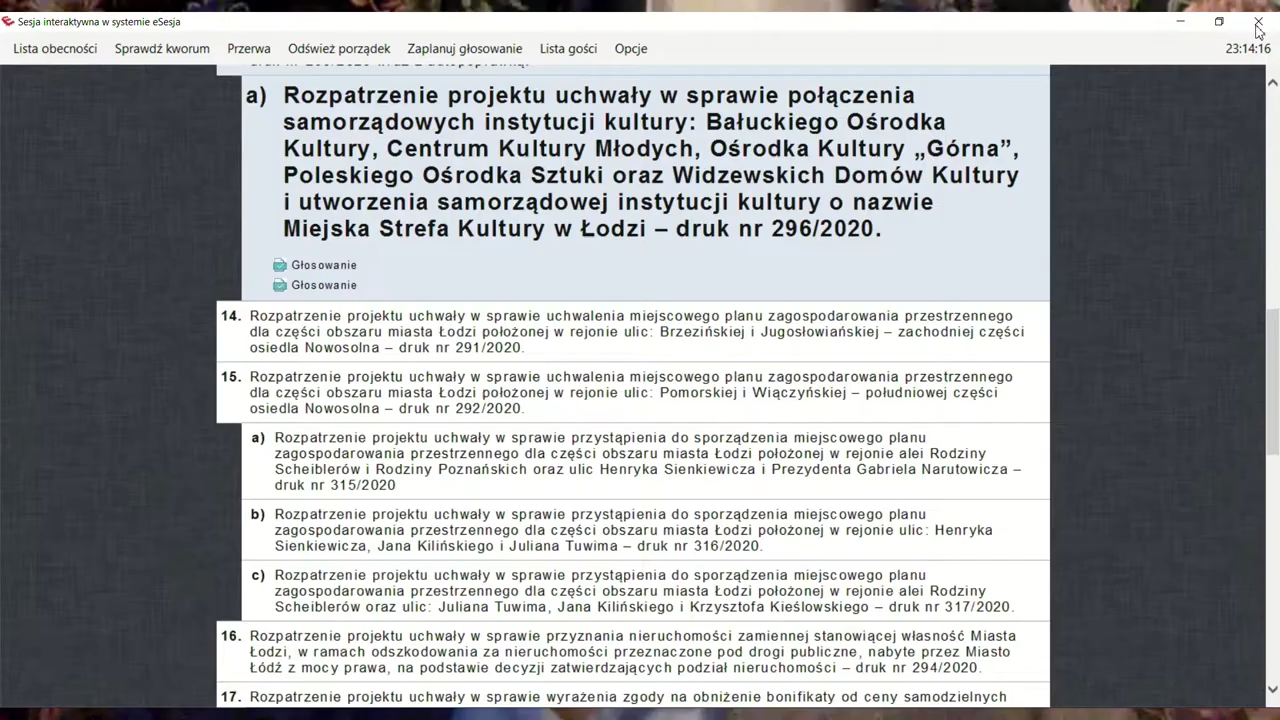 Sesja interaktywna w systemie eSesja
Lista obecności Sprawdź kworum Przerwa Odśwież porządek Zaplanuj głosowanie Lista gości Opcje 23:14:16
a) Rozpatrzenie projektu uchwały w sprawie połączenia
samorządowych instytucji kultury: Bałuckiego Ośrodka
Kultury, Centrum Kultury Młodych, Ośrodka Kultury „Górna”,
Poleskiego Ośrodka Sztuki oraz Widzewskich Domów Kultury
i utworzenia samorządowej instytucji kultury o nazwie
Miejska Strefa Kultury w Łodzi – druk nr 296/2020.
Głosowanie
Głosowanie
14. Rozpatrzenie projektu uchwały w sprawie uchwalenia miejscowego planu zagospodarowania przestrzennego
dla części obszaru miasta Łodzi położonej w rejonie ulic: Brzezińskiej i Jugosłowiańskiej – zachodniej części
osiedla Nowosolna – druk nr 291/2020.
15. Rozpatrzenie projektu uchwały w sprawie uchwalenia miejscowego planu zagospodarowania przestrzennego
dla części obszaru miasta Łodzi położonej w rejonie ulic: Pomorskiej i Wiączyńskiej – południowej części
osiedla Nowosolna – druk nr 292/2020.
a) Rozpatrzenie projektu uchwały w sprawie przystąpienia do sporządzenia miejscowego planu
zagospodarowania przestrzennego dla części obszaru miasta Łodzi położonej w rejonie alei Rodziny
Scheiblerów i Rodziny Poznańskich oraz ulic Henryka Sienkiewicza i Prezydenta Gabriela Narutowicza –
druk nr 315/2020
b) Rozpatrzenie projektu uchwały w sprawie przystąpienia do sporządzenia miejscowego planu
zagospodarowania przestrzennego dla części obszaru miasta Łodzi położonej w rejonie ulic: Henryka
Sienkiewicza, Jana Kilińskiego i Juliana Tuwima – druk nr 316/2020.
c) Rozpatrzenie projektu uchwały w sprawie przystąpienia do sporządzenia miejscowego planu
zagospodarowania przestrzennego dla części obszaru miasta Łodzi położonej w rejonie alei Rodziny
Scheiblerów oraz ulic: Juliana Tuwima, Jana Kilińskiego i Krzysztofa Kieślowskiego – druk nr 317/2020.
16. Rozpatrzenie projektu uchwały w sprawie przyznania nieruchomości zamiennej stanowiącej własność Miasta
Łodzi, w ramach odszkodowania za nieruchomości przeznaczone pod drogi publiczne, nabyte przez Miasto
Łódź z mocy prawa, na podstawie decyzji zatwierdzających podział nieruchomości – druk nr 294/2020.
17. Rozpatrzenie projektu uchwały w sprawie wyrażenia zgody na obniżenie bonifikaty od ceny samodzielnych